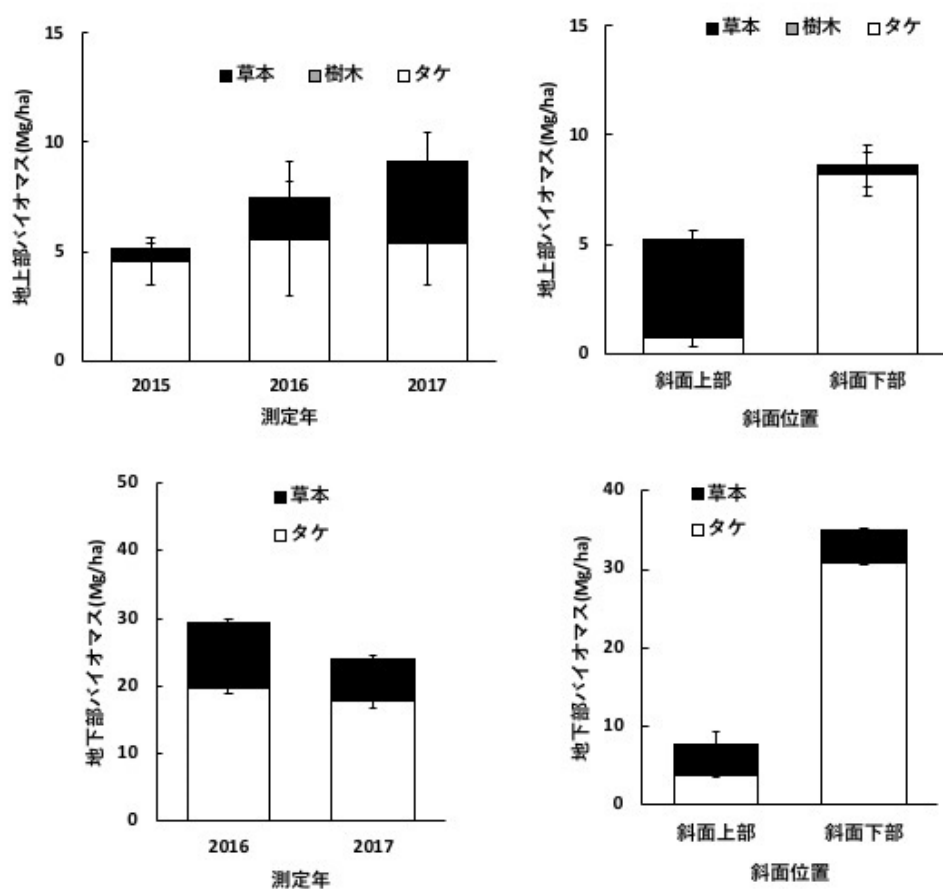 地上部バイオマス(Mg/ha)
15
10
5
0
草本 樹木 タケ
2015 2016 2017
測定年
地上部バイオマス(Mg/ha)
15
10
5
0
草本 樹木 タケ
斜面上部 斜面下部
斜面位置
地下部バイオマス(Mg/ha)
50
40
30
20
10
0
草本
タケ
2016 2017
測定年
地下部バイオマス(Mg/ha)
40
30
20
10
0
草本
タケ
斜面上部 斜面下部
斜面位置